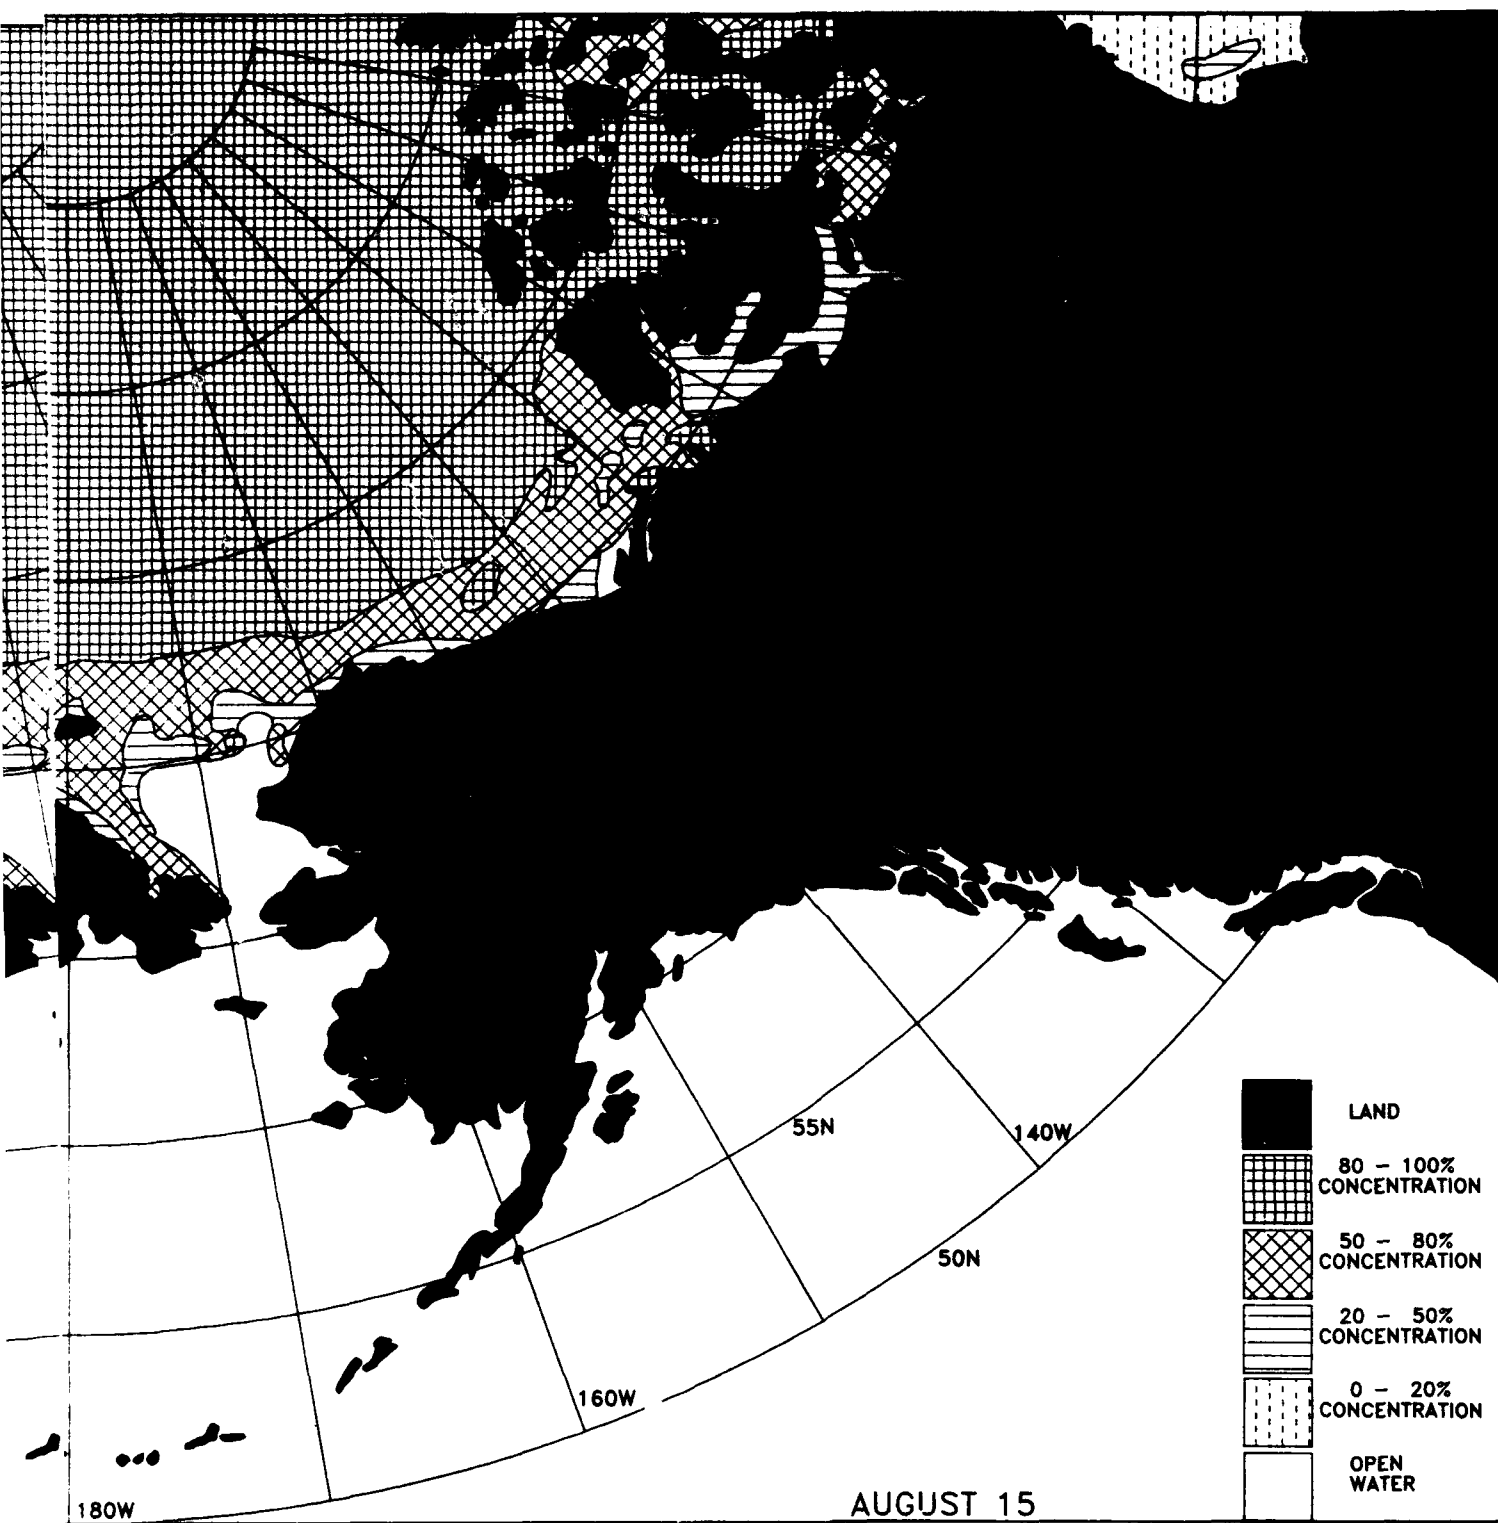 55N
140W
50N
160W
180W
AUGUST 15
LAND
80 – 100%
CONCENTRATION
50 – 80%
CONCENTRATION
20 – 50%
CONCENTRATION
0 – 20%
CONCENTRATION
OPEN
WATER